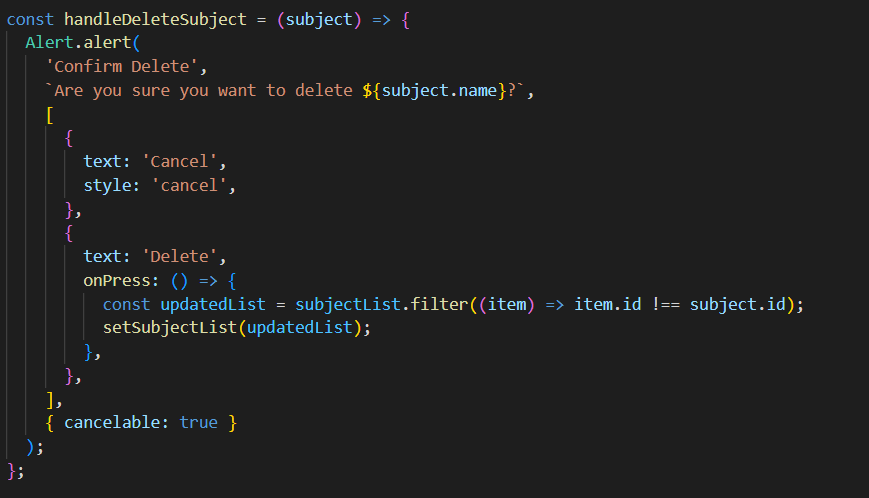 const handleDeleteSubject = (subject) => {
  Alert.alert(
    'Confirm Delete',
    `Are you sure you want to delete ${subject.name}?`,
    [
      {
        text: 'Cancel',
        style: 'cancel',
      },
      {
        text: 'Delete',
        onPress: () => {
          const updatedList = subjectList.filter((item) => item.id !== subject.id);
          setSubjectList(updatedList);
        },
      },
    ],
    { cancelable: true }
  );
};